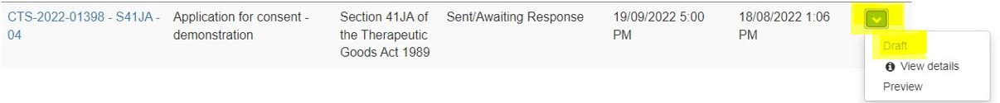 CTS-2022-01398 - S41JA -
04
Application for consent -
demonstration
Section 41JA of
the Therapeutic
Goods Act 1989
Sent/Awaiting Response
19/09/2022 5:00
PM
18/08/2022 1:06
PM
Draft
View details
Preview